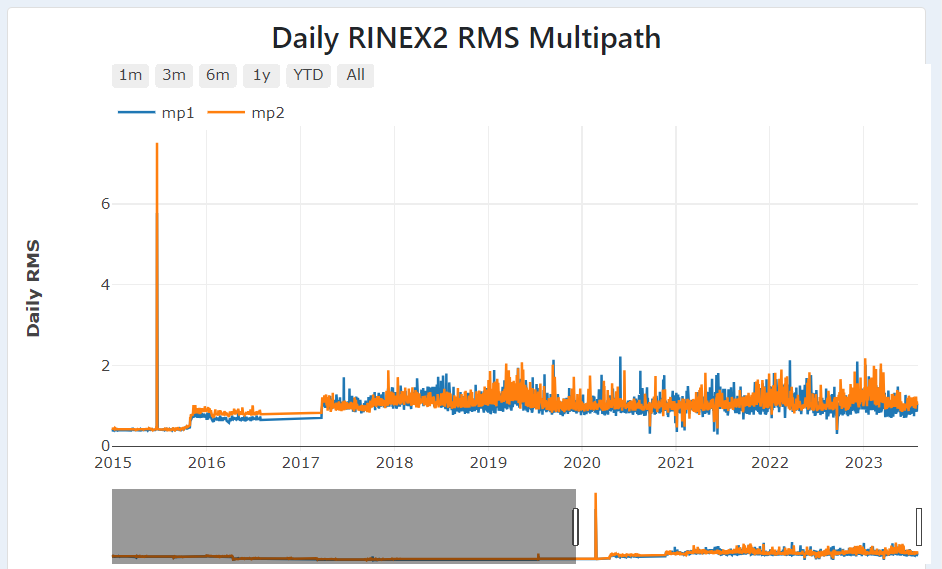 Daily RINEX2 RMS Multipath
1m 3m 6m 1y YTD All
mp1 mp2
Daily RMS
6
4
2
0
2015 2016 2017 2018 2019 2020 2021 2022 2023